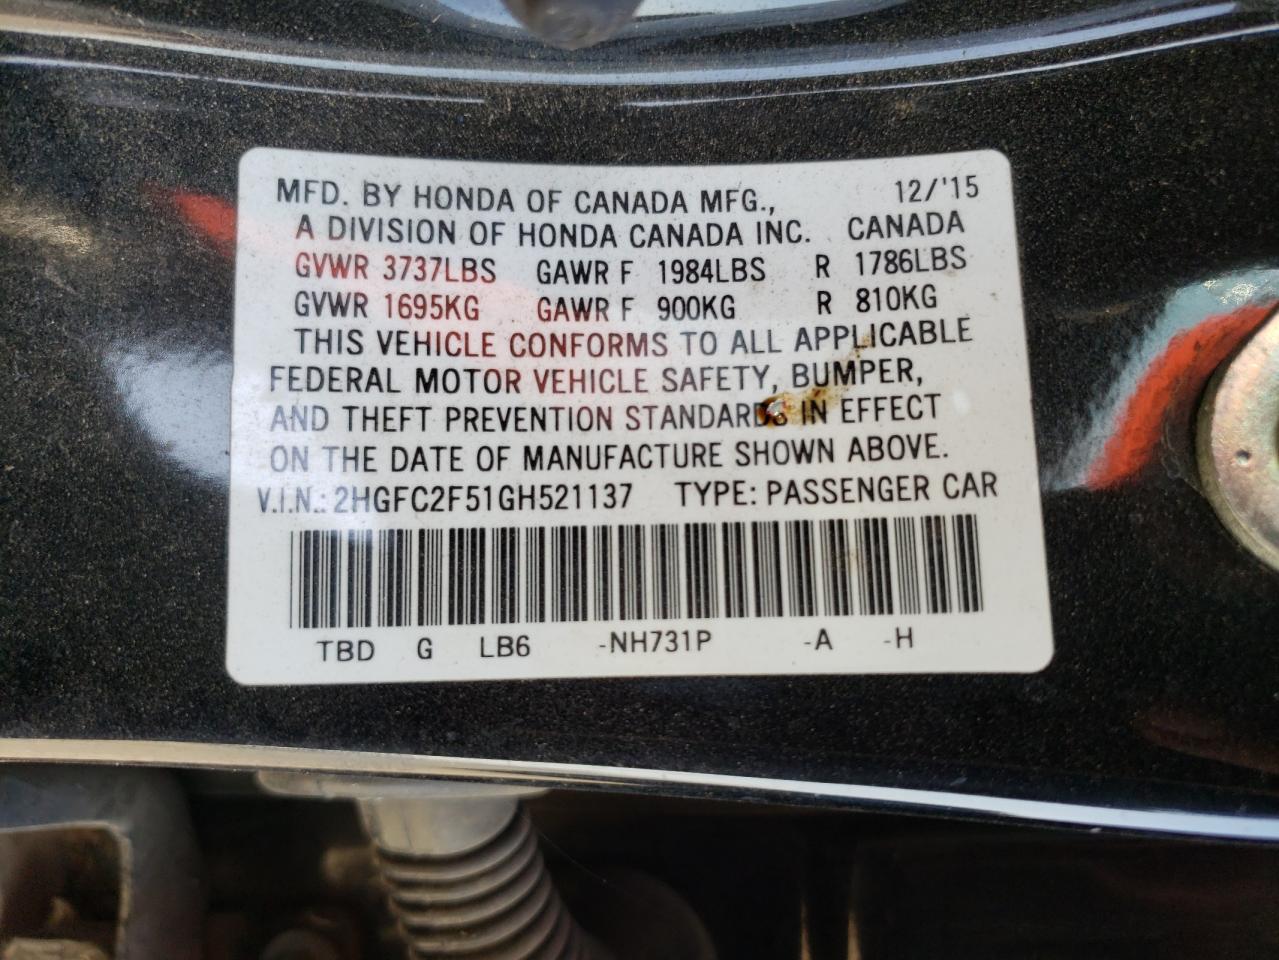 MFD. BY HONDA OF CANADA MFG., 12/'15
A DIVISION OF HONDA CANADA INC. CANADA
GVWR 3737LBS GAWR F 1984LBS R 1786LBS
GVWR 1695KG GAWR F 900KG R 810KG
THIS VEHICLE CONFORMS TO ALL APPLICABLE
FEDERAL MOTOR VEHICLE SAFETY, BUMPER,
AND THEFT PREVENTION STANDARDS IN EFFECT
ON THE DATE OF MANUFACTURE SHOWN ABOVE.
V.I.N.: 2HGFC2F51GH521137 TYPE: PASSENGER CAR
TBD G LB6 -NH731P -A -H